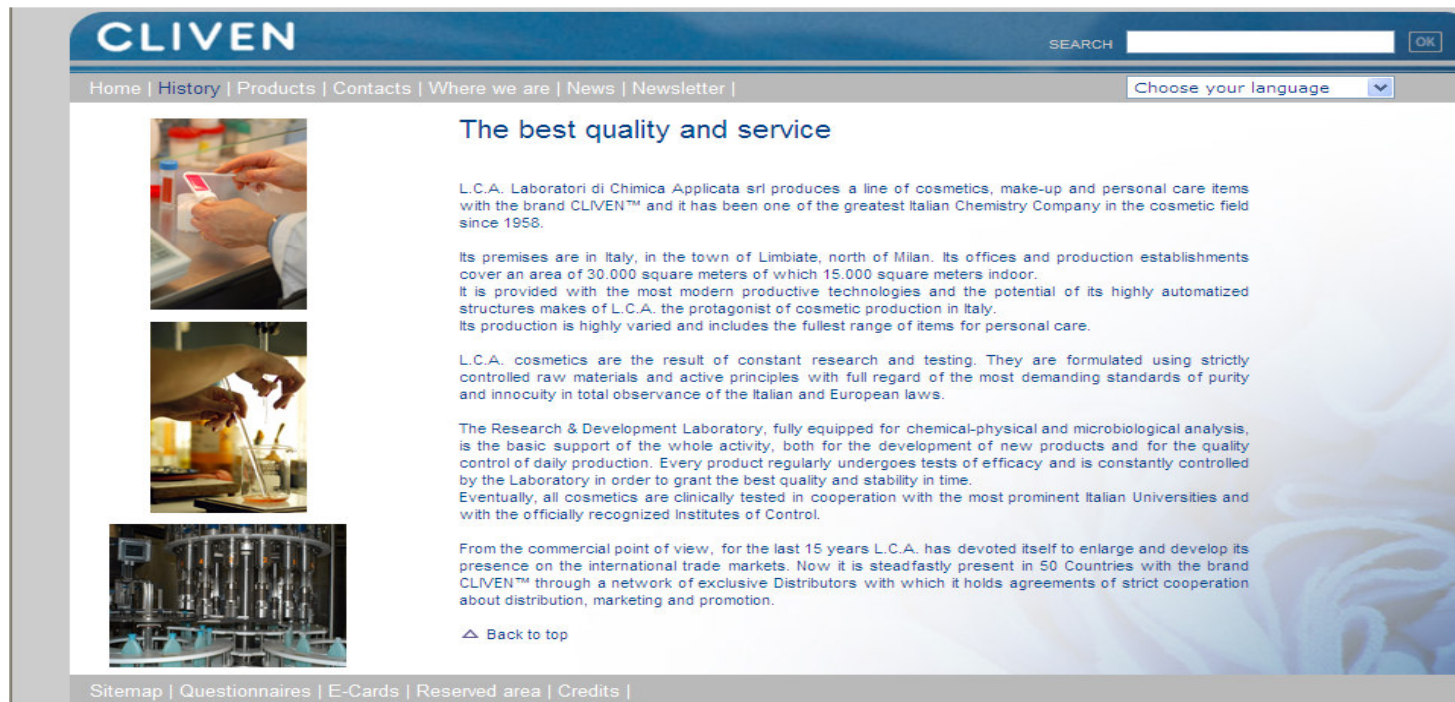 CLIVEN
SEARCH
OK
Home | History | Products | Contacts | Where we are | News | Newsletter |
Choose your language
The best quality and service
L.C.A. Laboratori di Chimica Applicata srl produces a line of cosmetics, make-up and personal care items
with the brand CLIVEN™ and it has been one of the greatest Italian Chemistry Company in the cosmetic field
since 1958.
Its premises are in Italy, in the town of Limbiate, north of Milan. Its offices and production establishments
cover an area of 30.000 square meters of which 15.000 square meters indoor.
It is provided with the most modern productive technologies and the potential of its highly automatized
structures makes of L.C.A. the protagonist of cosmetic production in Italy.
Its production is highly varied and includes the fullest range of items for personal care.
L.C.A. cosmetics are the result of constant research and testing. They are formulated using strictly
controlled raw materials and active principles with full regard of the most demanding standards of purity
and innocuity in total observance of the Italian and European laws.
The Research & Development Laboratory, fully equipped for chemical-physical and microbiological analysis,
is the basic support of the whole activity, both for the development of new products and for the quality
control of daily production. Every product regularly undergoes tests of efficacy and is constantly controlled
by the Laboratory in order to grant the best quality and stability in time.
Eventually, all cosmetics are clinically tested in cooperation with the most prominent Italian Universities and
with the officially recognized Institutes of Control.
From the commercial point of view, for the last 15 years L.C.A. has devoted itself to enlarge and develop its
presence on the international trade markets. Now it is steadfastly present in 50 Countries with the brand
CLIVEN™ through a network of exclusive Distributors with which it holds agreements of strict cooperation
about distribution, marketing and promotion.
Back to top
Sitemap | Questionnaires | E-Cards | Reserved area | Credits |